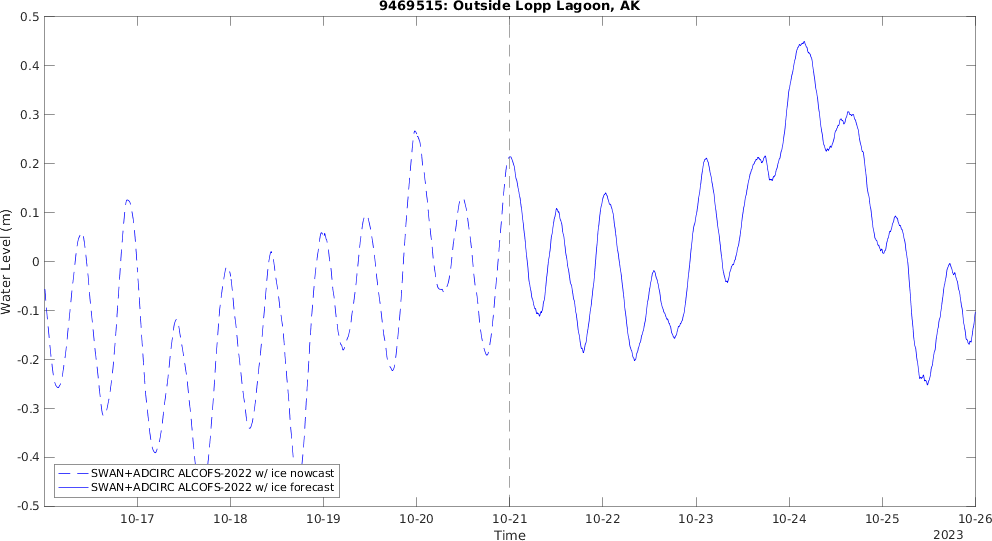 9469515: Outside Lopp Lagoon, AK
0.5
0.4
0.3
0.2
0.1
0
-0.1
-0.2
-0.3
-0.4
-0.5
Water Level (m)
SWAN+ADCIRC ALCOFS-2022 w/ ice nowcast
SWAN+ADCIRC ALCOFS-2022 w/ ice forecast
10-17 10-18 10-19 10-20 10-21 10-22 10-23 10-24 10-25 10-26
Time
2023